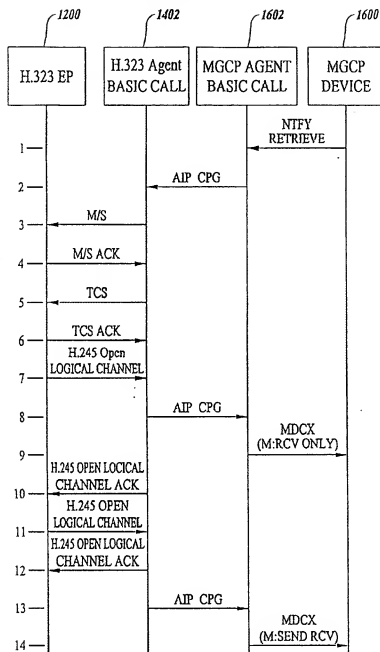 1200
1402
1602
1600
H.323 EP
H.323 Agent
BASIC CALL
MGCP AGENT
BASIC CALL
MGCP
DEVICE
NTFY
RETRIEVE
1
AIP CPG
2
M/S
3
M/S ACK
4
TCS
5
TCS ACK
6
H.245 Open
LOGICAL CHANNEL
7
AIP CPG
8
MDCX
(M:RCV ONLY)
9
H.245 OPEN LOCICAL
CHANNEL ACK
10
H.245 OPEN
LOGICAL CHANNEL
11
H.245 OPEN LOGICAL
CHANNEL ACK
12
AIP CPG
13
MDCX
(M:SEND RCV)
14